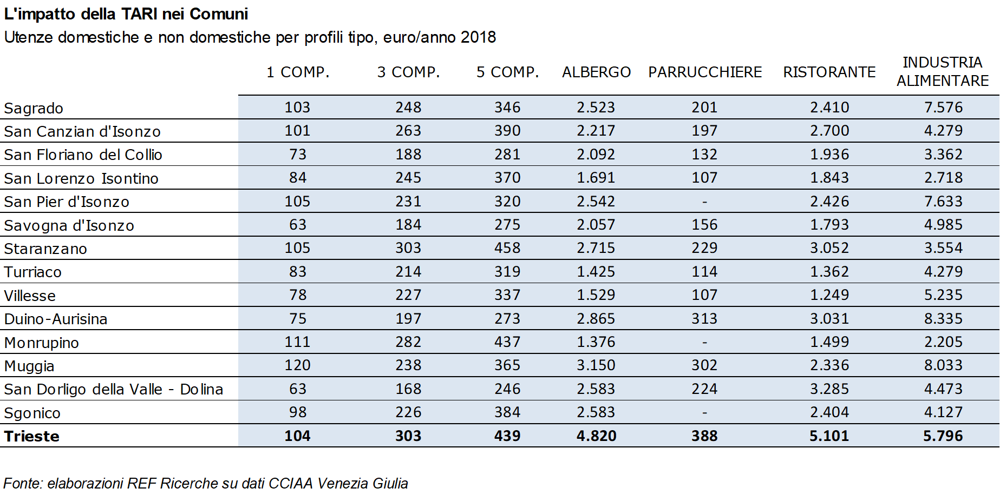 L'impatto della TARI nei Comuni
Utenze domestiche e non domestiche per profili tipo, euro/anno 2018
1 COMP. 3 COMP. 5 COMP. ALBERGO PARRUCCHIERE RISTORANTE INDUSTRIA ALIMENTARE
Sagrado 103 248 346 2.523 201 2.410 7.576
San Canzian d'Isonzo 101 263 390 2.217 197 2.700 4.279
San Floriano del Collio 73 188 281 2.092 132 1.936 3.362
San Lorenzo Isontino 84 245 370 1.691 107 1.843 2.718
San Pier d'Isonzo 105 231 320 2.542 - 2.426 7.633
Savogna d'Isonzo 63 184 275 2.057 156 1.793 4.985
Staranzano 105 303 458 2.715 229 3.052 3.554
Turriaco 83 214 319 1.425 114 1.362 4.279
Villesse 78 227 337 1.529 107 1.249 5.235
Duino-Aurisina 75 197 273 2.865 313 3.031 8.335
Monrupino 111 282 437 1.376 - 1.499 2.205
Muggia 120 238 365 3.150 302 2.336 8.033
San Dorligo della Valle - Dolina 63 168 246 2.583 224 3.285 4.473
Sgonico 98 226 384 2.583 - 2.404 4.127
Trieste 104 303 439 4.820 388 5.101 5.796
Fonte: elaborazioni REF Ricerche su dati CCIAA Venezia Giulia